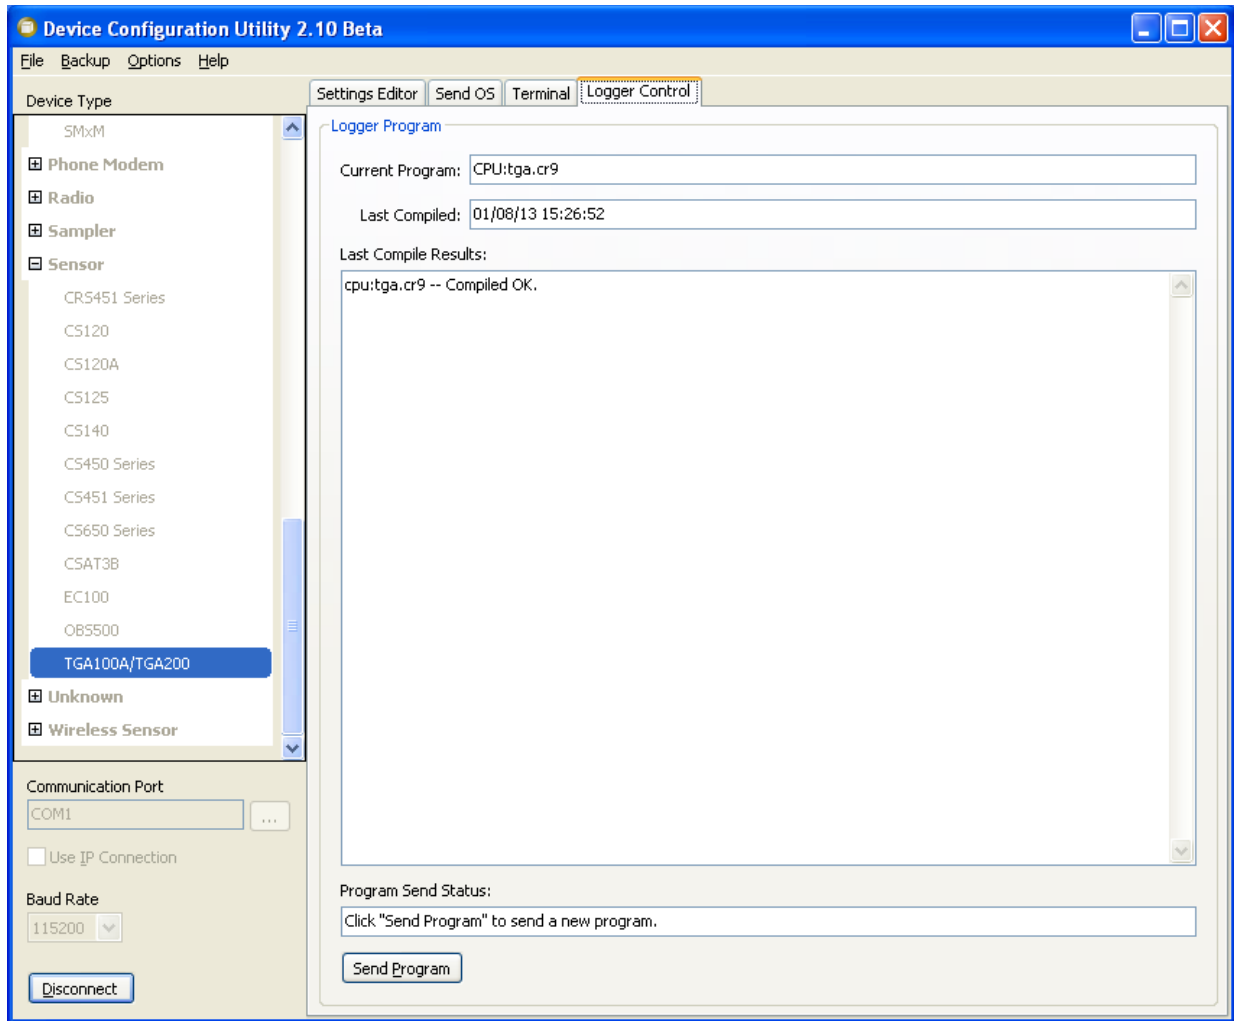 Device Configuration Utility 2.10 Beta
File Backup Options Help
Device Type
SMxM
Phone Modem
Radio
Sampler
Sensor
CRS451 Series
CS120
CS120A
CS125
CS140
CS450 Series
CS451 Series
CS650 Series
CSAT3B
EC100
OBS500
TGA100A/TGA200
Unknown
Wireless Sensor
Communication Port
COM1
...
Use IP Connection
Baud Rate
115200
Disconnect
Settings Editor Send OS Terminal Logger Control
Logger Program
Current Program: CPU:tga.cr9
Last Compiled: 01/08/13 15:26:52
Last Compile Results:
cpu:tga.cr9 -- Compiled OK.
Program Send Status:
Click "Send Program" to send a new program.
Send Program